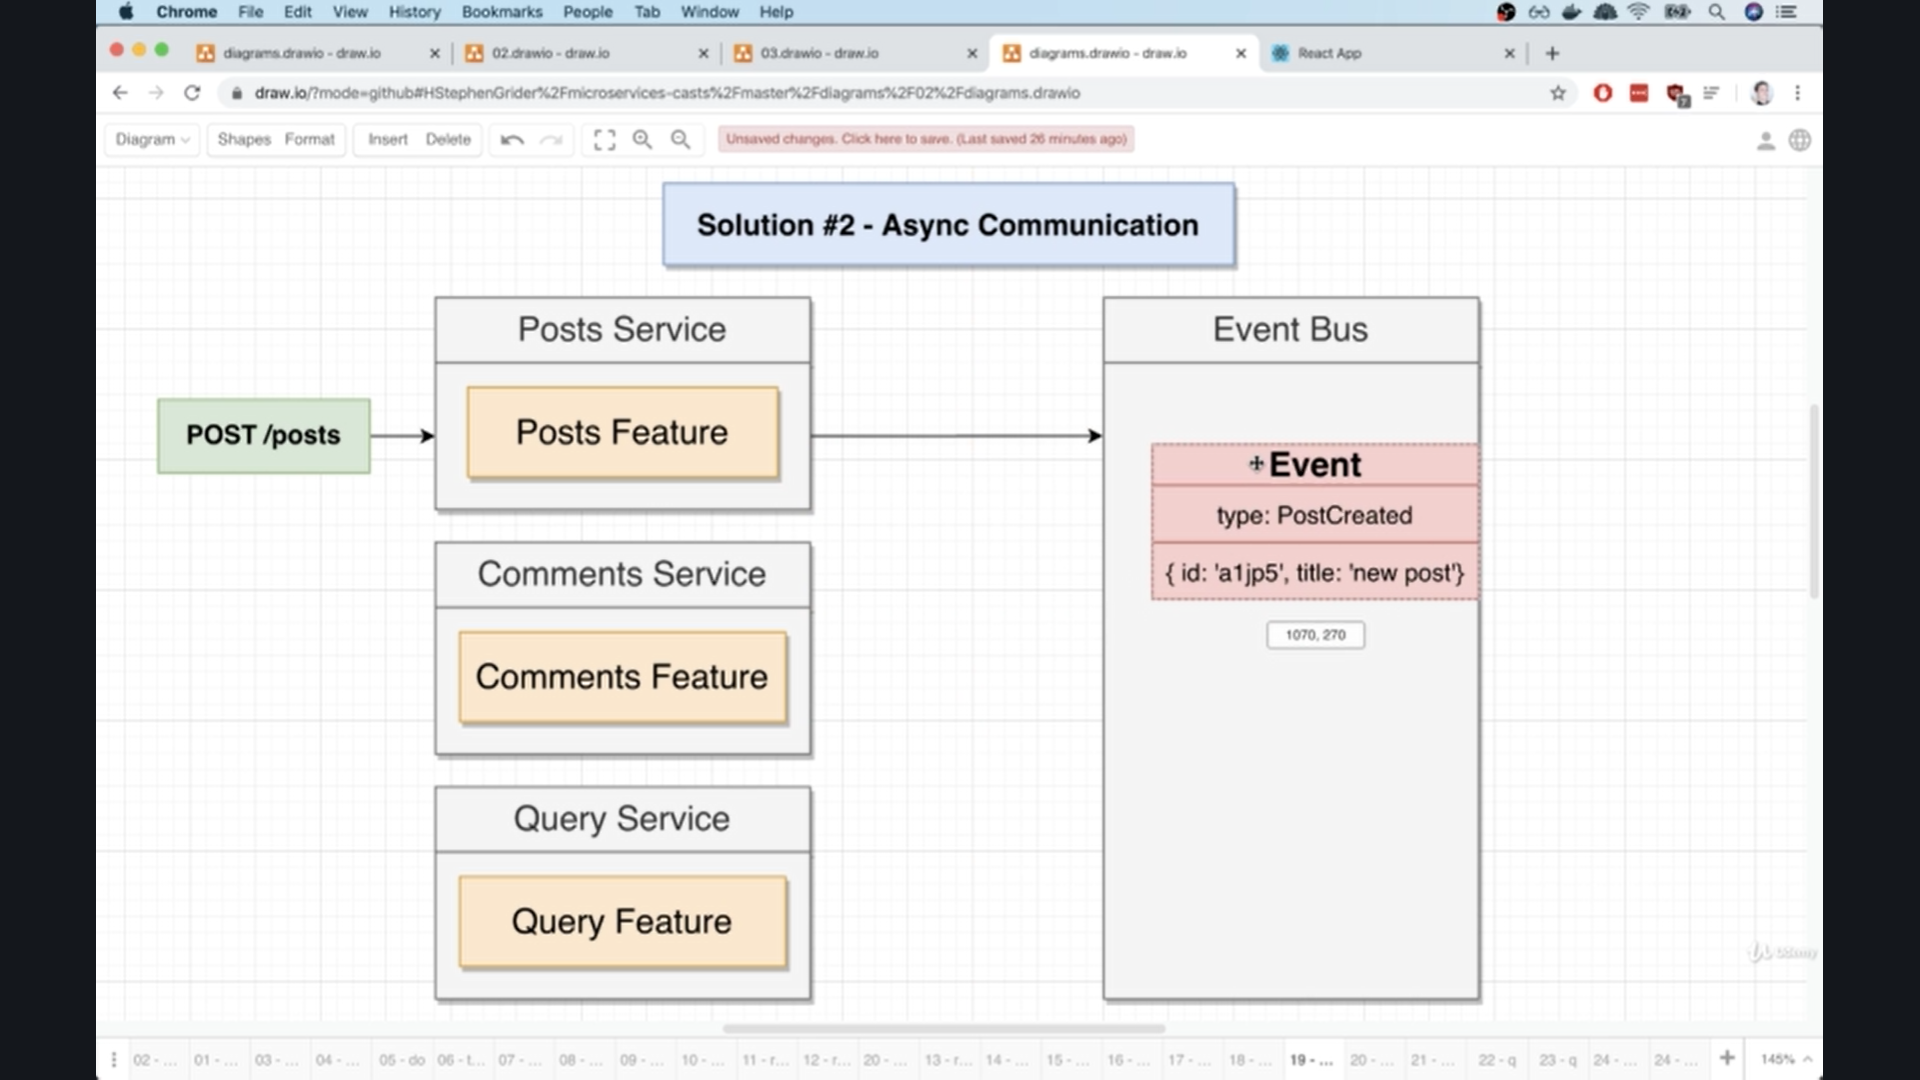 Chrome File Edit View History Bookmarks People Tab Window Help
diagrams.drawio - draw.io 02.drawio - draw.io 03.drawio - draw.io diagrams.drawio - draw.io React App
draw.io/?mode=github#HStephenGrider%2Fmicroservices-casts%2Fmaster%2Fdiagrams%2F02%2Fdiagrams.drawio
Diagram Shapes Format Insert Delete Unsaved changes. Click here to save. (Last saved 26 minutes ago)
Solution #2 - Async Communication
Posts Service
Event Bus
Posts Feature
POST /posts
Event
type: PostCreated
{ id: 'a1jp5', title: 'new post'}
1070, 270
Comments Service
Comments Feature
Query Service
Query Feature
Udemy
02 - ... 01 - ... 03 - ... 04 - ... 05 - do 06 - t... 07 - ... 08 - ... 09 - ... 10 - ... 11 - r... 12 - r... 20 - ... 13 - r... 14 - ... 15 - ... 16 - ... 17 - ... 18 - ... 19 - ... 20 - ... 21 - ... 22 - q 23 - q 24 - ... 24 - ... 145%